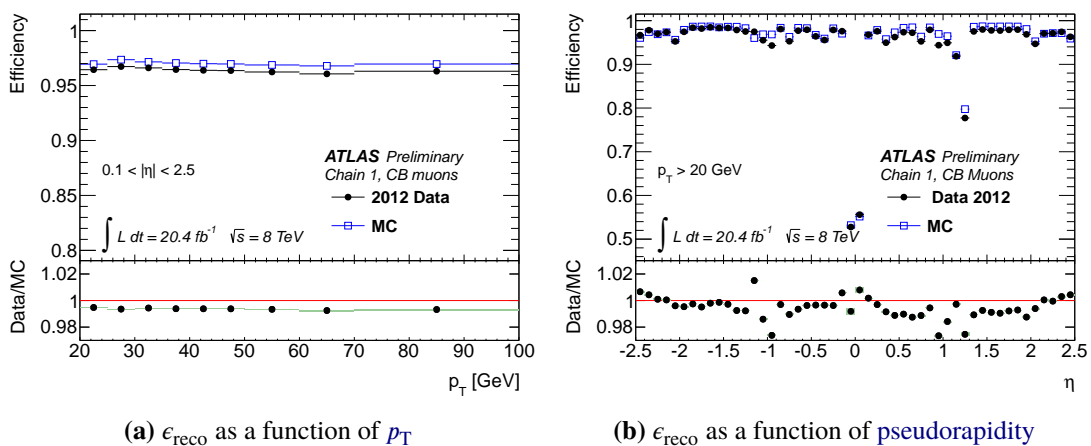 Efficiency
1
0.95
0.9
0.85
0.8
0.1 < |η| < 2.5
ATLAS Preliminary
Chain 1, CB muons
2012 Data
MC
∫ L dt = 20.4 fb⁻¹ √s = 8 TeV
Data/MC
1.02
1
0.98
20 30 40 50 60 70 80 90 100
p_T [GeV]
(a) ϵ_reco as a function of p_T
Efficiency
1
0.9
0.8
0.7
0.6
0.5
p_T > 20 GeV
ATLAS Preliminary
Chain 1, CB Muons
Data 2012
MC
∫ L dt = 20.4 fb⁻¹ √s = 8 TeV
Data/MC
1.02
1
0.98
-2.5 -2 -1.5 -1 -0.5 0 0.5 1 1.5 2 2.5
η
(b) ϵ_reco as a function of pseudorapidity